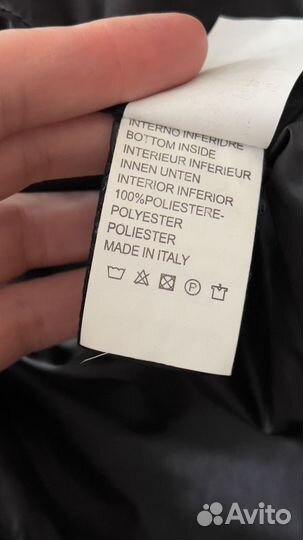 INTERNO INFERIDRE
BOTTOM INSIDE
INTERIEUR INFERIEUR
INNEN UNTEN
INTERIOR INFERIOR
100%POLIESTERE-
POLYESTER
POLIESTER
MADE IN ITALY
P
Avito